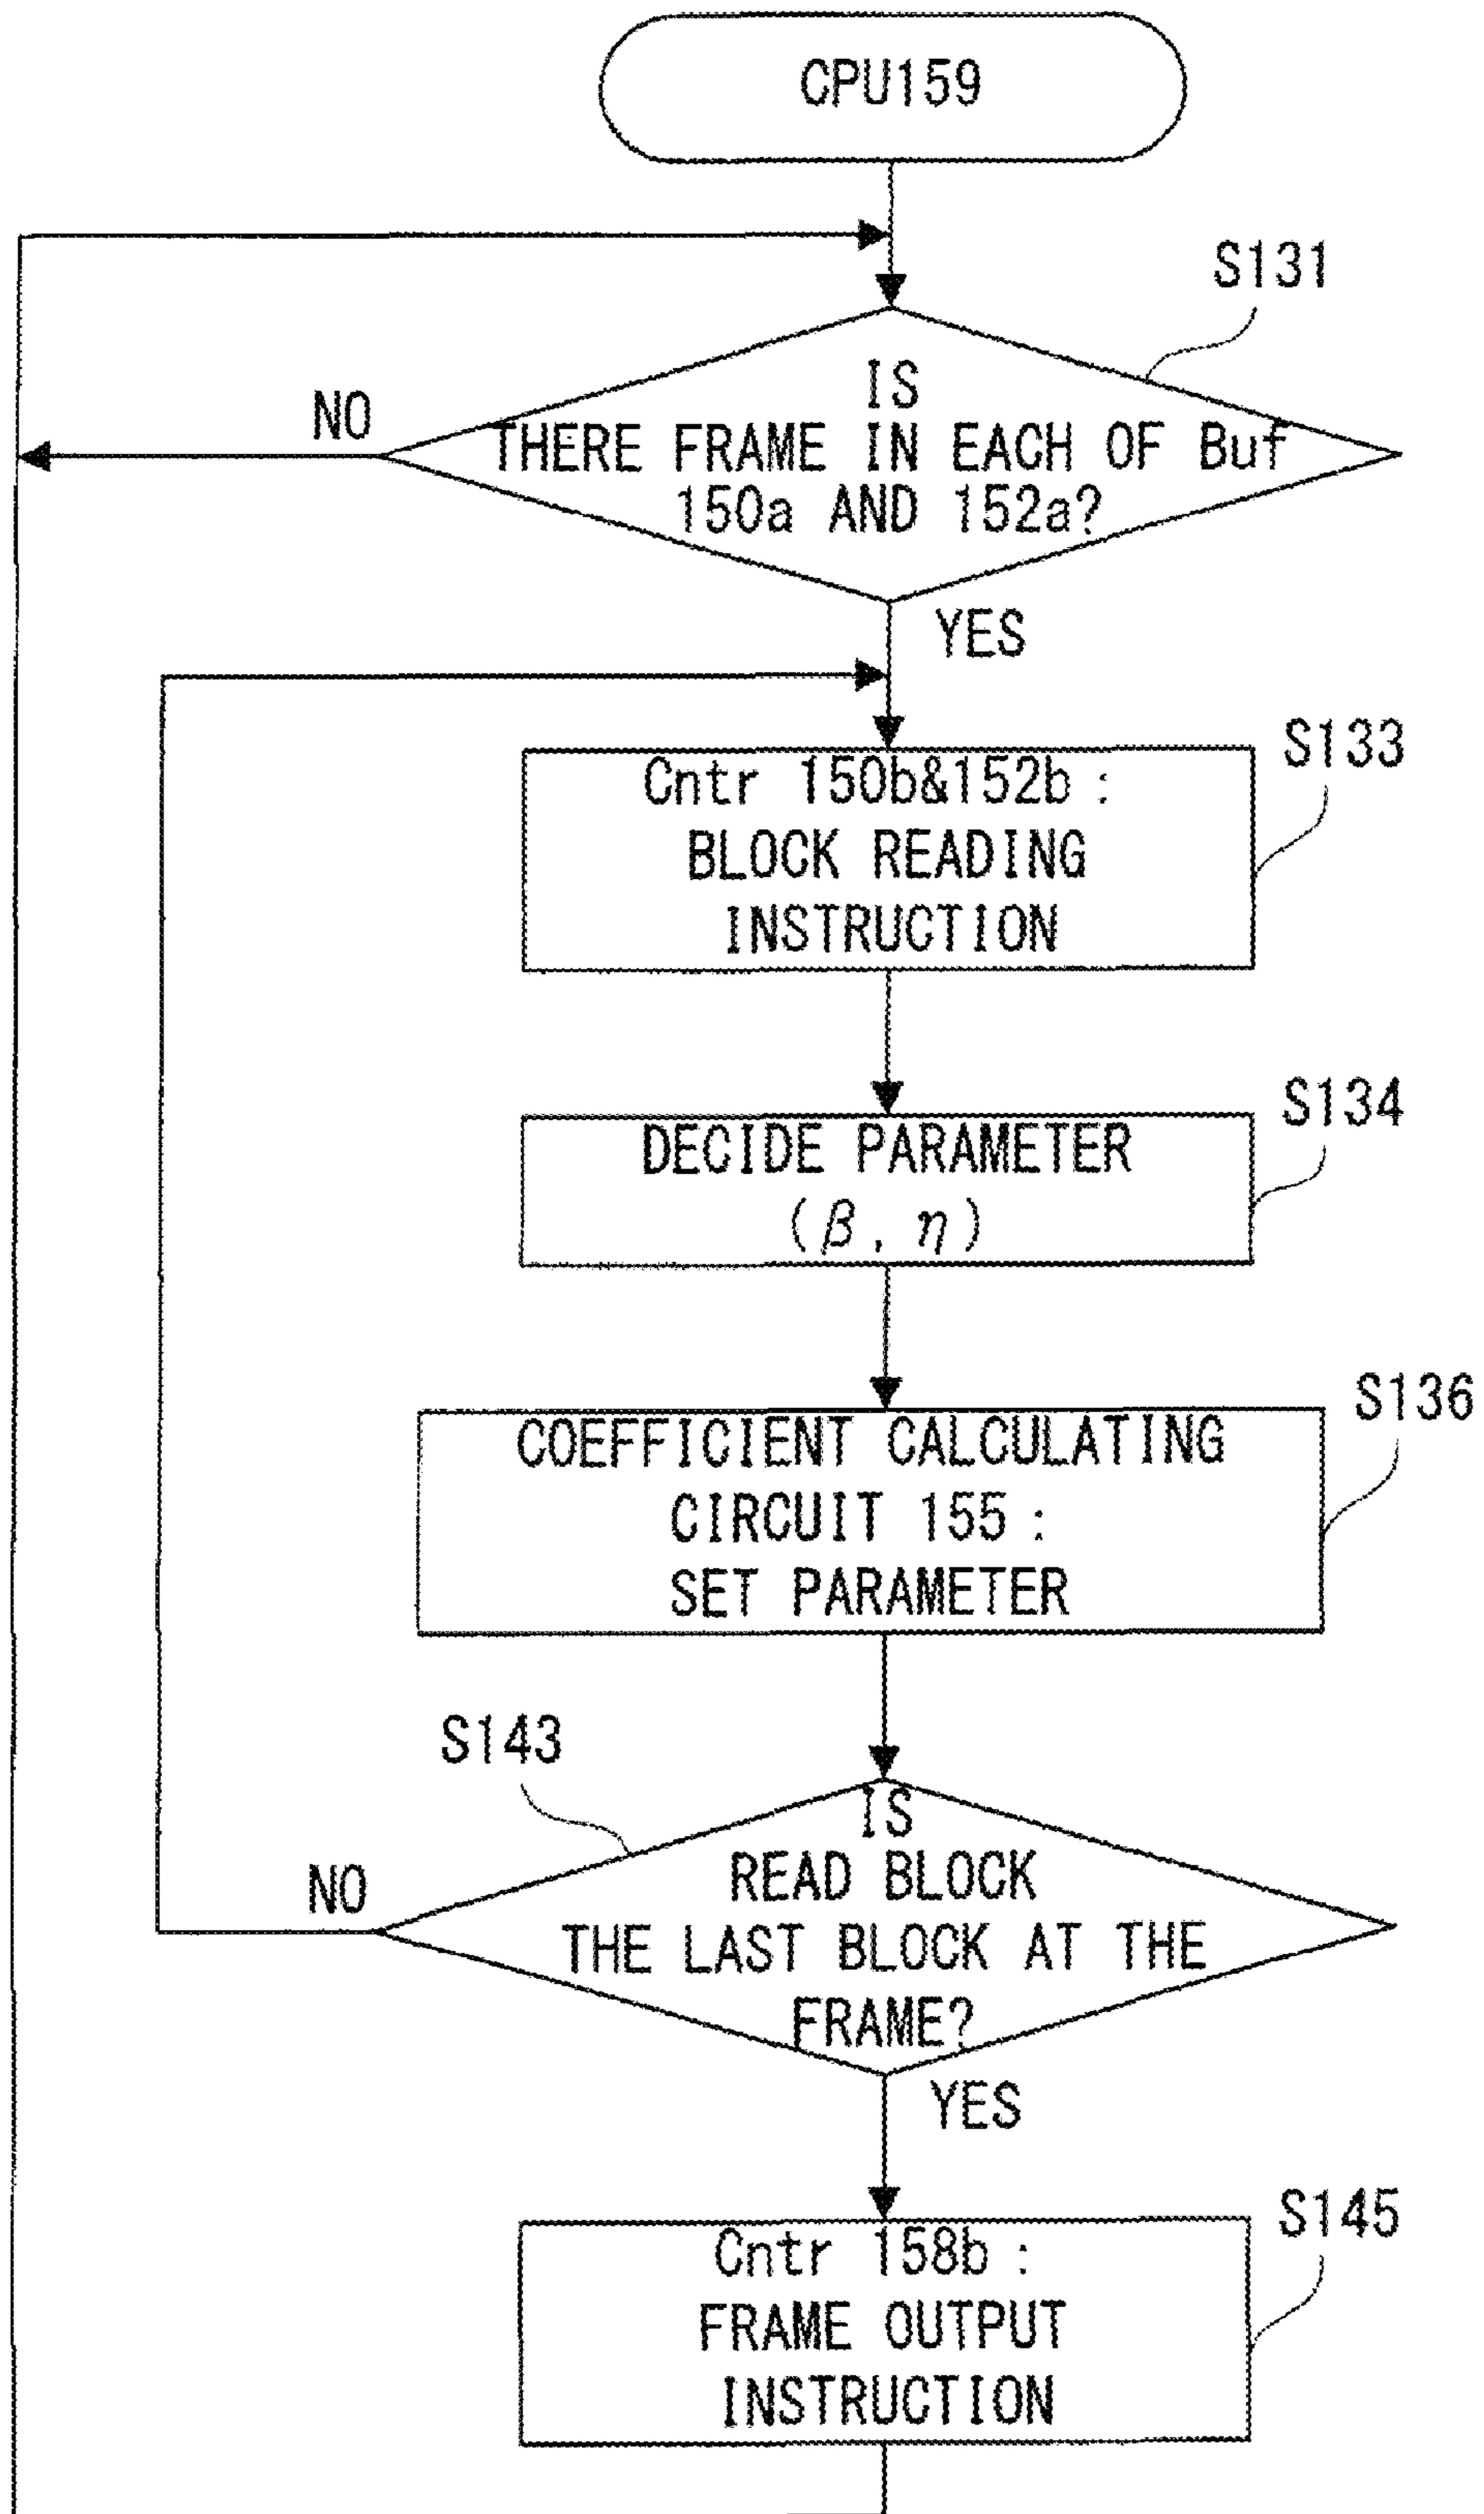 CPU159
S131
IS
NO
THERE FRAME IN EACH OF Buf
150a AND 152a?
YES
S133
Cntr 150b&152b :
BLOCK READING
INSTRUCTION
S134
DECIDE PARAMETER
(β, η)
S136
COEFFICIENT CALCULATING
CIRCUIT 155 :
SET PARAMETER
S143
IS
NO
READ BLOCK
THE LAST BLOCK AT THE
FRAME?
YES
S145
Cntr 158b :
FRAME OUTPUT
INSTRUCTION